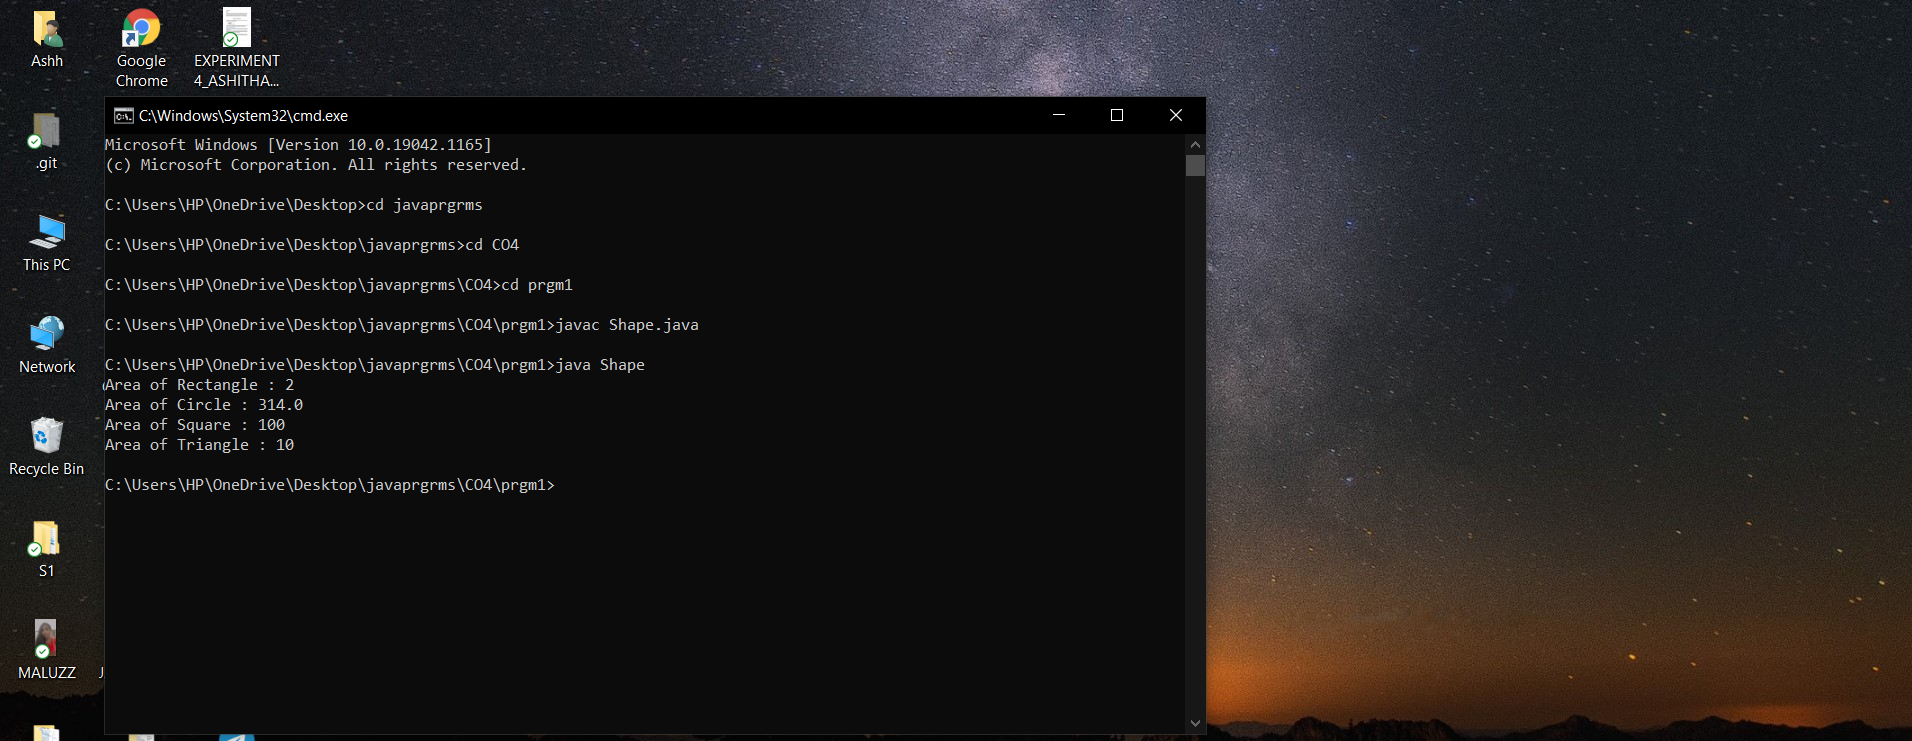 Ashh
Google
Chrome
EXPERIMENT
4_ASHITHA...
.git
This PC
Network
Recycle Bin
S1
MALUZZ
J
C:\Windows\System32\cmd.exe
Microsoft Windows [Version 10.0.19042.1165]
(c) Microsoft Corporation. All rights reserved.
C:\Users\HP\OneDrive\Desktop>cd javaprgrms
C:\Users\HP\OneDrive\Desktop\javaprgrms>cd CO4
C:\Users\HP\OneDrive\Desktop\javaprgrms\CO4>cd prgm1
C:\Users\HP\OneDrive\Desktop\javaprgrms\CO4\prgm1>javac Shape.java
C:\Users\HP\OneDrive\Desktop\javaprgrms\CO4\prgm1>java Shape
Area of Rectangle : 2
Area of Circle : 314.0
Area of Square : 100
Area of Triangle : 10
C:\Users\HP\OneDrive\Desktop\javaprgrms\CO4\prgm1>